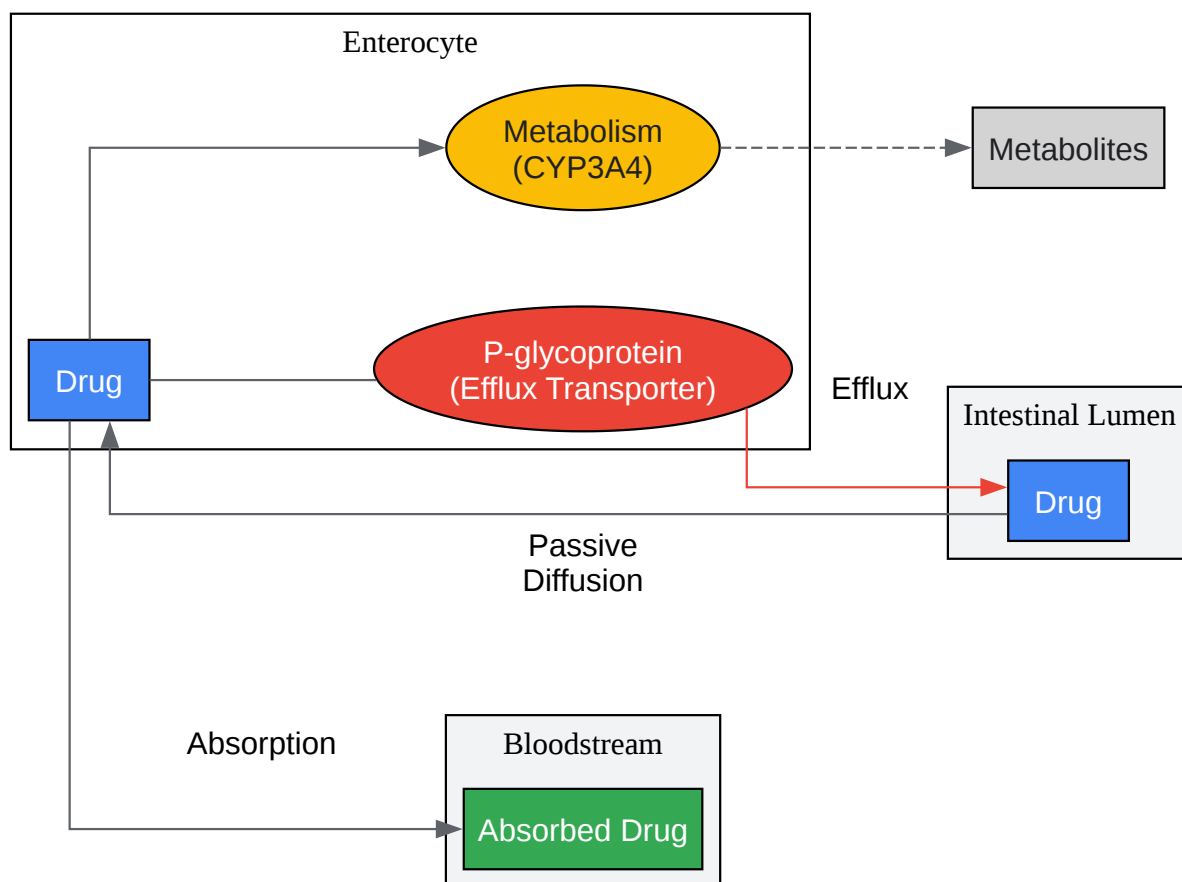 Enterocyte
Metabolism
(CYP3A4)
Metabolites
P-glycoprotein
(Efflux Transporter)
Drug
Efflux
Intestinal Lumen
Drug
Passive
Diffusion
Absorption
Bloodstream
Absorbed Drug